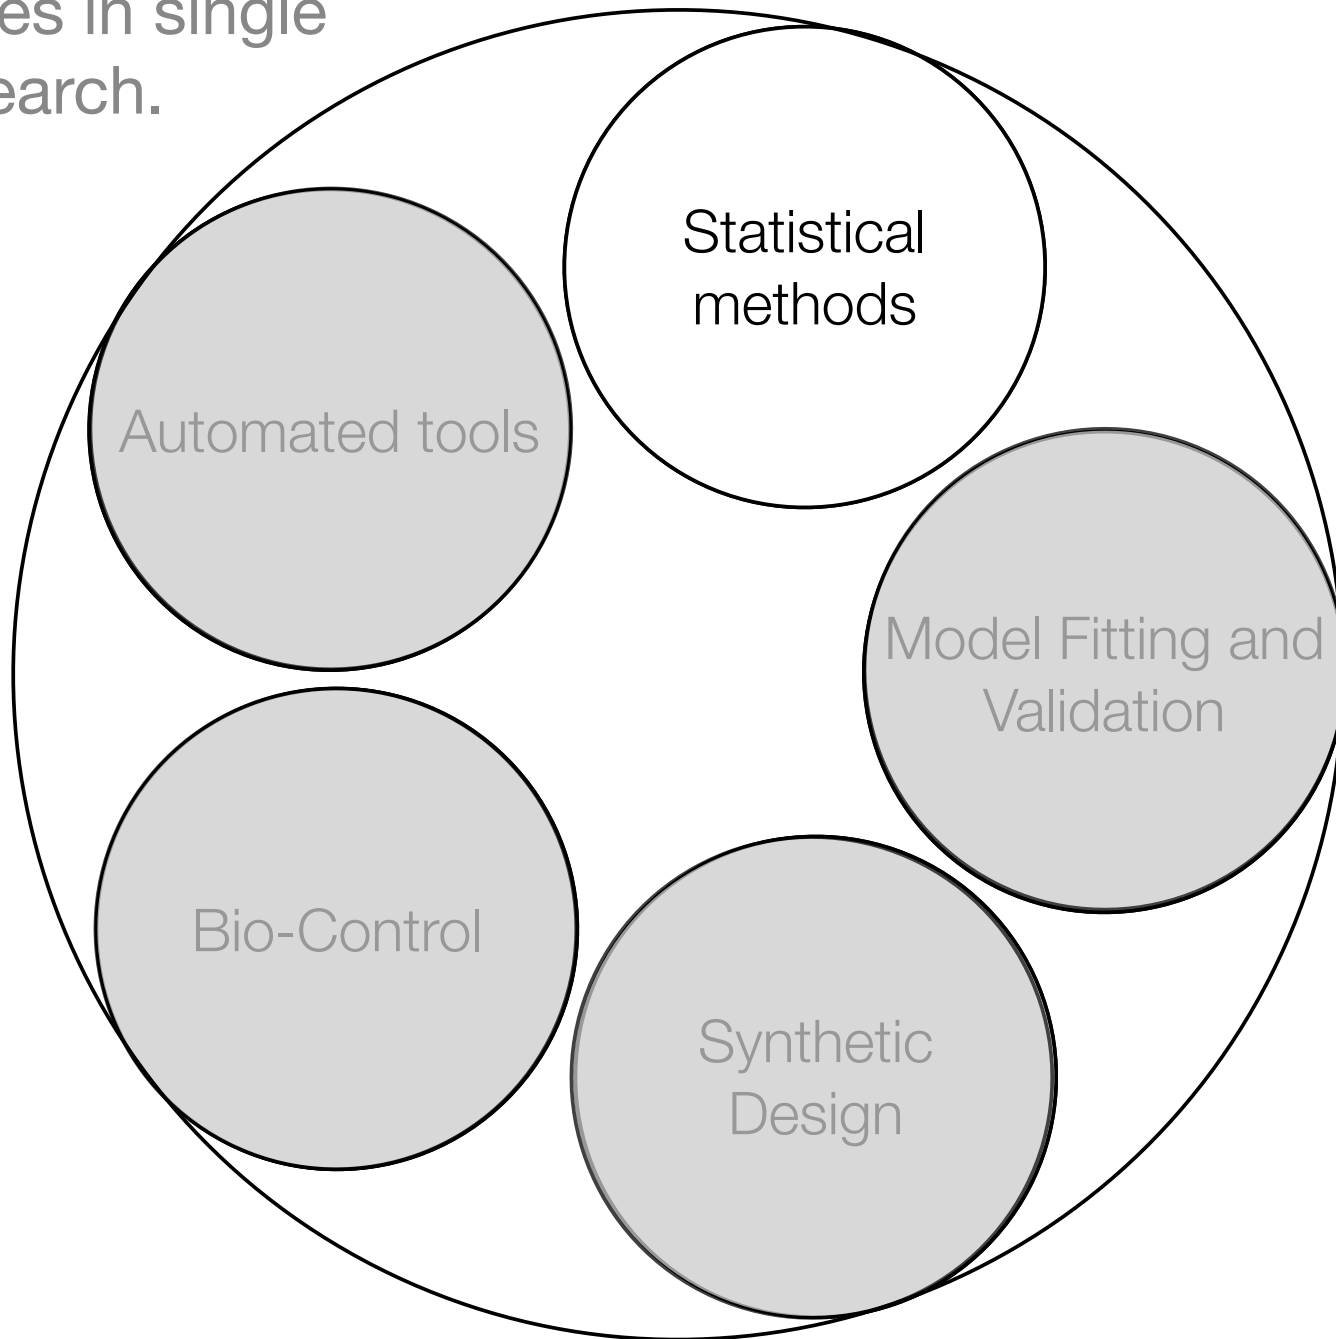 es in single
earch.
Statistical
methods
Automated tools
Model Fitting and
Validation
Bio-Control
Synthetic
Design